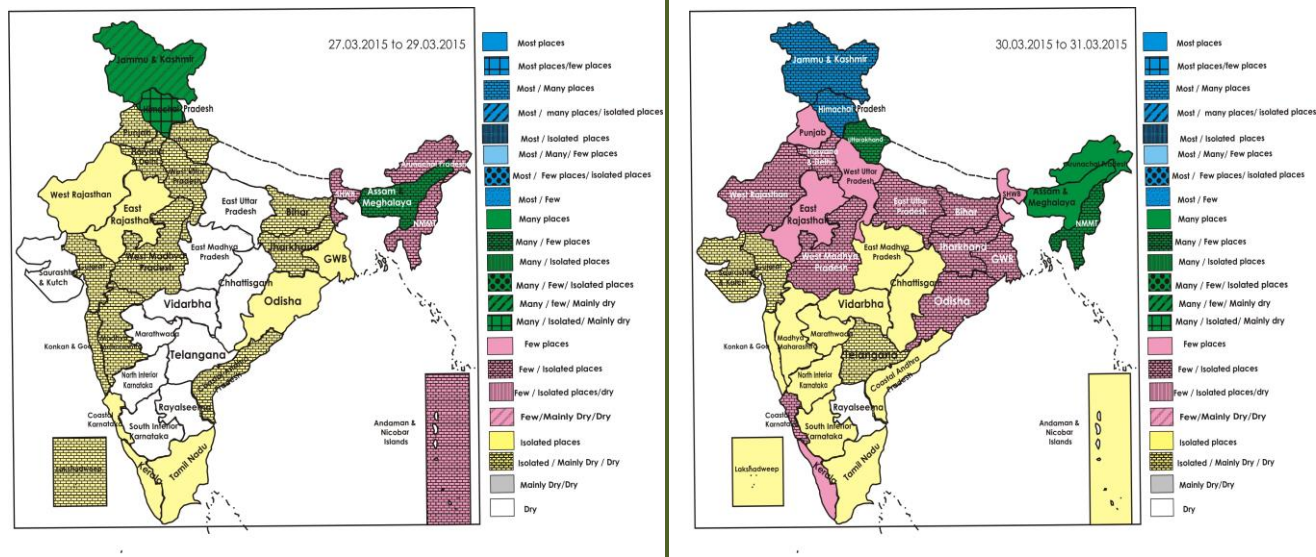 27.03.2015 to 29.03.2015
Jammu & Kashmir
Himachal Pradesh
Punjab
West Rajasthan
East
Rajasthan
East Uttar
Pradesh
Bihar
SHWB
Arunachal Pradesh
Assam &
Meghalaya
NMMT
Jharkhand
GWB
West Madhya
Pradesh
East Madhya
Pradesh
Saurashtra
& Kutch
Chhattisgarh
Odisha
Vidarbha
Marathwada
Madhya
Maharashtra
Konkan & Goa
Telangana
North Interior
Karnataka
Coastal
Karnataka
Rayalseema
South Interior
Karnataka
Kerala
Tamil Nadu
Lakshadweep
Andaman &
Nicobar
Islands
Most places
Most places/few places
Most / Many places
Most / many places/ isolated places
Most / Isolated places
Most / Many/ Few places
Most / Few places/isolated places
Most / Few
Many places
Many / Few places
Many / Isolated places
Many / Few/ Isolated places
Many / few/ Mainly dry
Many / Isolated/ Mainly dry
Few places
Few / Isolated places
Few / Isolated places/dry
Few/Mainly Dry/Dry
Isolated places
Isolated / Mainly Dry / Dry
Mainly Dry/Dry
Dry
30.03.2015 to 31.03.2015
Jammu & Kashmir
Himachal Pradesh
Punjab
Uttarakhand
Haryana
& Delhi
West Uttar
Pradesh
West Rajasthan
East
Rajasthan
East Uttar
Pradesh
Bihar
SHWB
Arunachal Pradesh
Assam &
Meghalaya
NMMT
Jharkhand
GWB
West Madhya
Pradesh
East Madhya
Pradesh
Saurashtra
& Kutch
Chhattisgarh
Odisha
Vidarbha
Marathwada
Madhya
Maharashtra
Konkan & Goa
Telangana
Coastal Andhra
Pradesh
North Interior
Karnataka
Coastal
Karnataka
Rayalseema
South Interior
Karnataka
Kerala
Tamil Nadu
Lakshadweep
Andaman &
Nicobar
Islands
Most places
Most places/few places
Most / Many places
Most / many places/ isolated places
Most / Isolated places
Most / Many/ Few places
Most / Few places/isolated places
Most / Few
Many places
Many / Few places
Many / Isolated places
Many / Few/ Isolated places
Many / few/ Mainly dry
Many / Isolated/ Mainly dry
Few places
Few / Isolated places
Few / Isolated places/dry
Few/Mainly Dry/Dry
Isolated places
Isolated / Mainly Dry / Dry
Mainly Dry/Dry
Dry